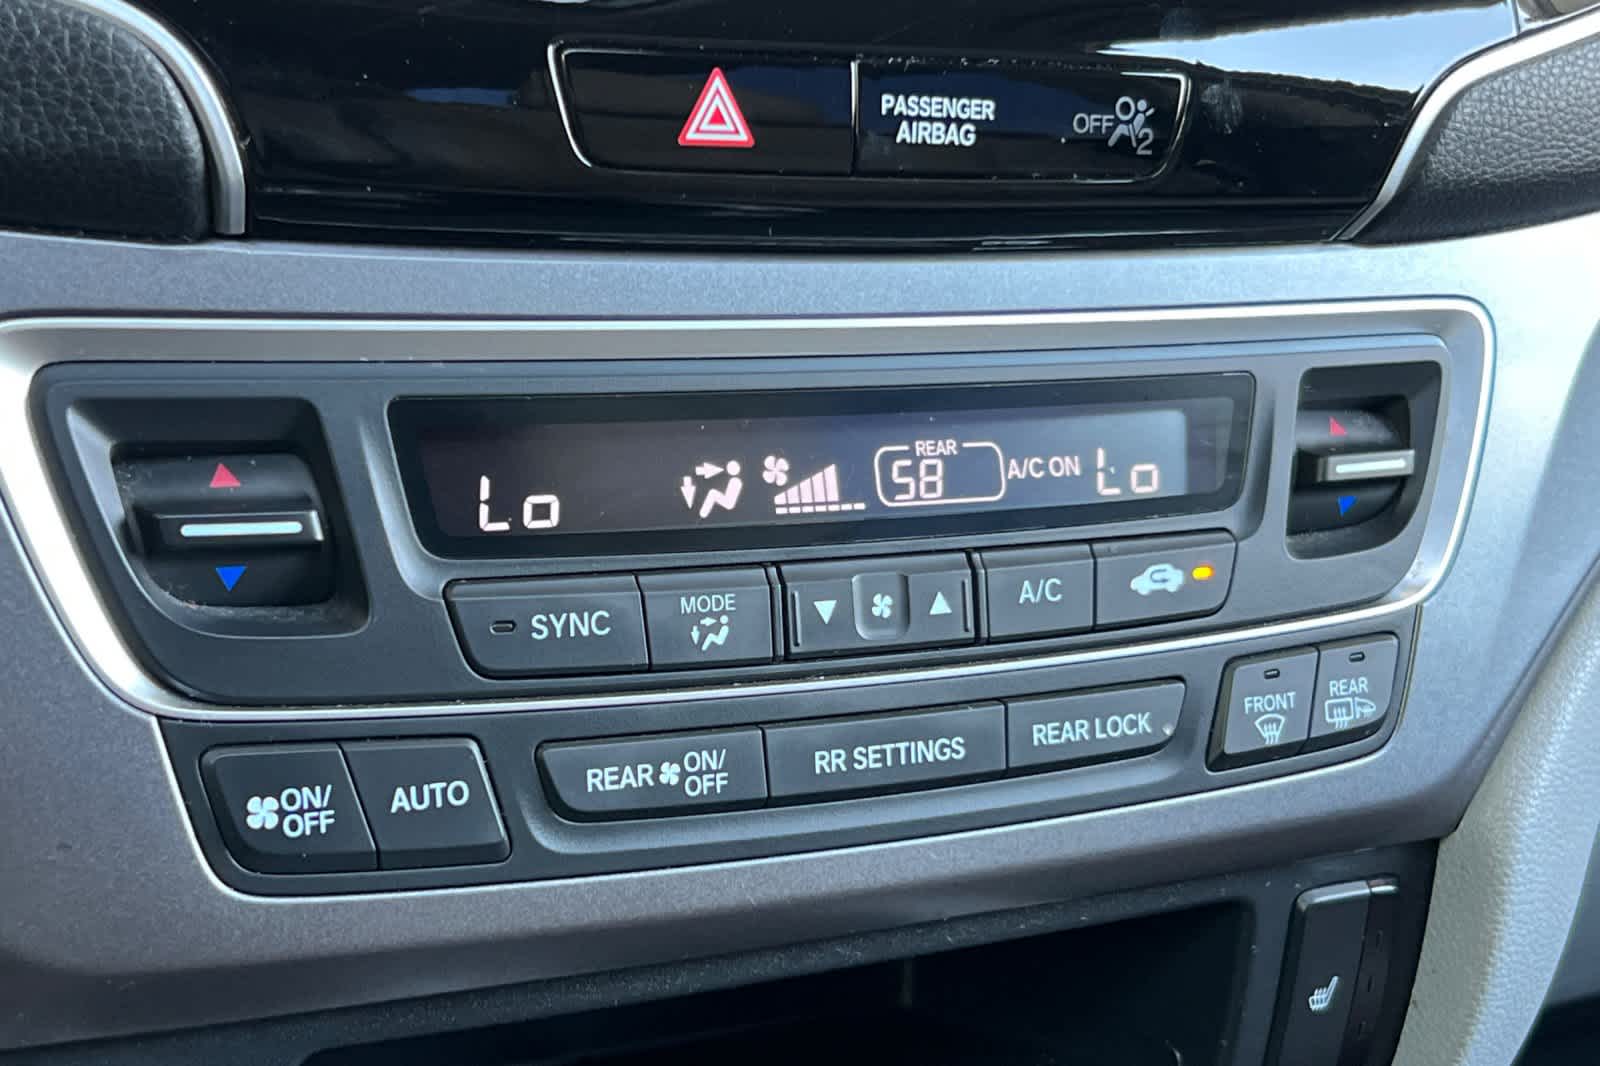 PASSENGER
AIRBAG
OFF
2
REAR
Lo
58
A/C ON
Lo
SYNC
MODE
A/C
FRONT
REAR
ON/
OFF
AUTO
REAR ON/
OFF
RR SETTINGS
REAR LOCK